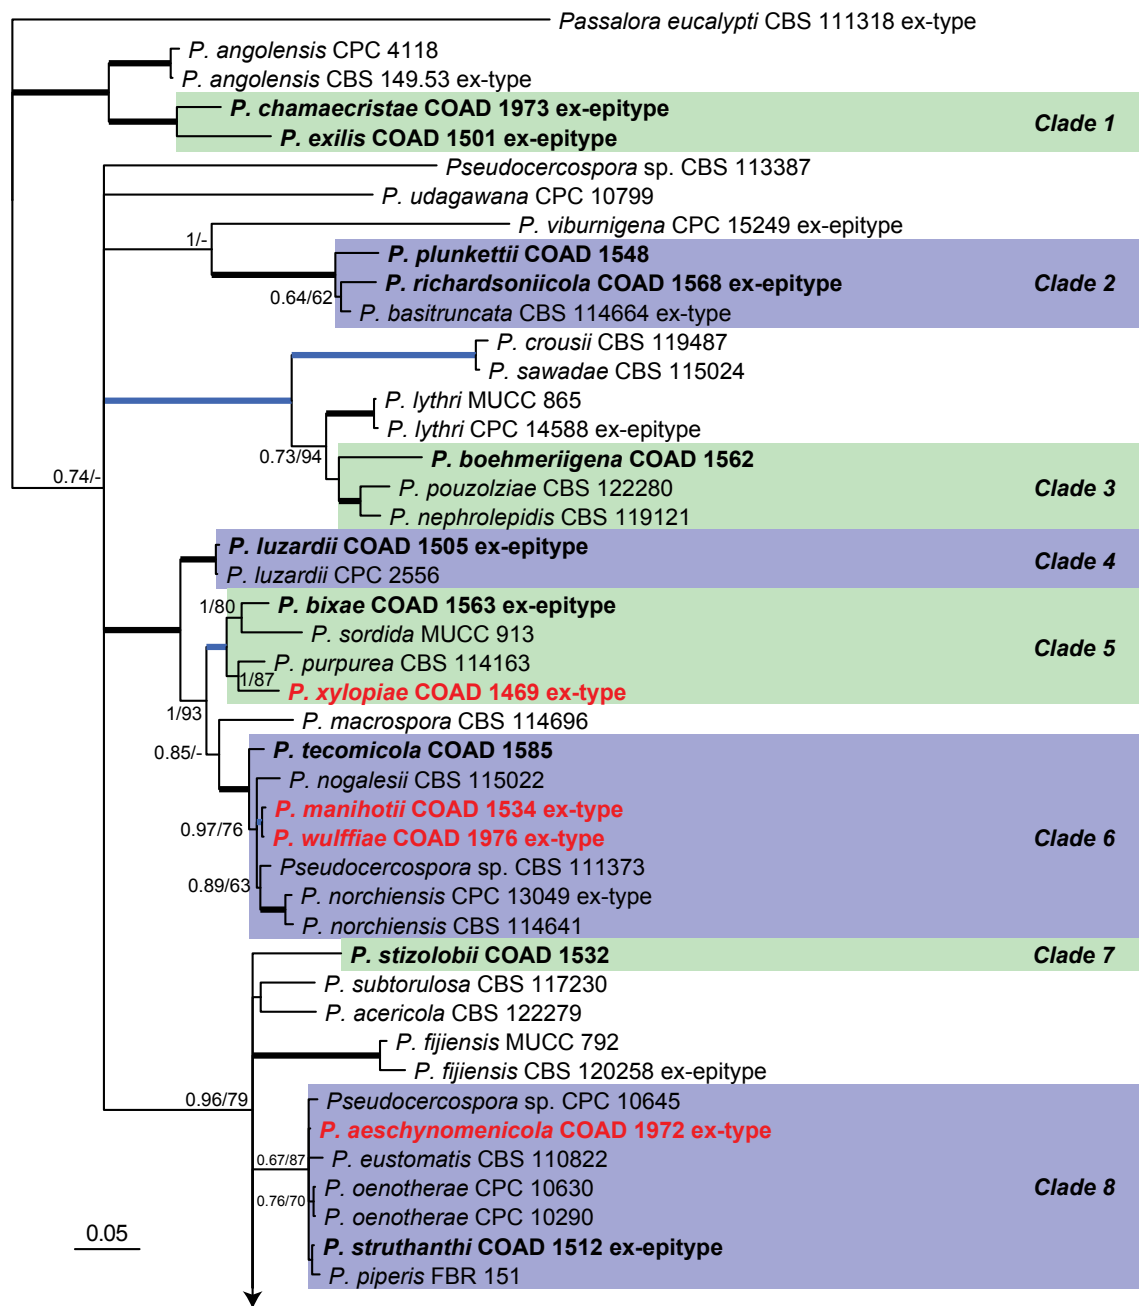 Passalora eucalypti CBS 111318 ex-type
P. angolensis CPC 4118
P. angolensis CBS 149.53 ex-type
P. chamaecristae COAD 1973 ex-epitype
Clade 1
P. exilis COAD 1501 ex-epitype
Pseudocercospora sp. CBS 113387
P. udagawana CPC 10799
P. viburnigena CPC 15249 ex-epitype
1/-
P. plunkettii COAD 1548
P. richardsoniicola COAD 1568 ex-epitype
Clade 2
0.64/62
P. basitruncata CBS 114664 ex-type
P. crousii CBS 119487
P. sawadae CBS 115024
P. lythri MUCC 865
P. lythri CPC 14588 ex-epitype
0.73/94
P. boehmeriigena COAD 1562
0.74/-
P. pouzolziae CBS 122280
Clade 3
P. nephrolepidis CBS 119121
P. luzardii COAD 1505 ex-epitype
Clade 4
P. luzardii CPC 2556
1/80
P. bixae COAD 1563 ex-epitype
P. sordida MUCC 913
Clade 5
P. purpurea CBS 114163
1/87
P. xylopiae COAD 1469 ex-type
1/93
P. macrospora CBS 114696
0.85/-
P. tecomicola COAD 1585
P. nogalesii CBS 115022
P. manihotii COAD 1534 ex-type
0.97/76
P. wulffiae COAD 1976 ex-type
Clade 6
Pseudocercospora sp. CBS 111373
0.89/63
P. norchiensis CPC 13049 ex-type
P. norchiensis CBS 114641
P. stizolobii COAD 1532
Clade 7
P. subtorulosa CBS 117230
P. acericola CBS 122279
P. fijiensis MUCC 792
P. fijiensis CBS 120258 ex-epitype
0.96/79
Pseudocercospora sp. CPC 10645
P. aeschynomenicola COAD 1972 ex-type
0.67/87
P. eustomatis CBS 110822
P. oenotherae CPC 10630
Clade 8
0.76/70
P. oenotherae CPC 10290
0.05
P. struthanthi COAD 1512 ex-epitype
P. piperis FBR 151